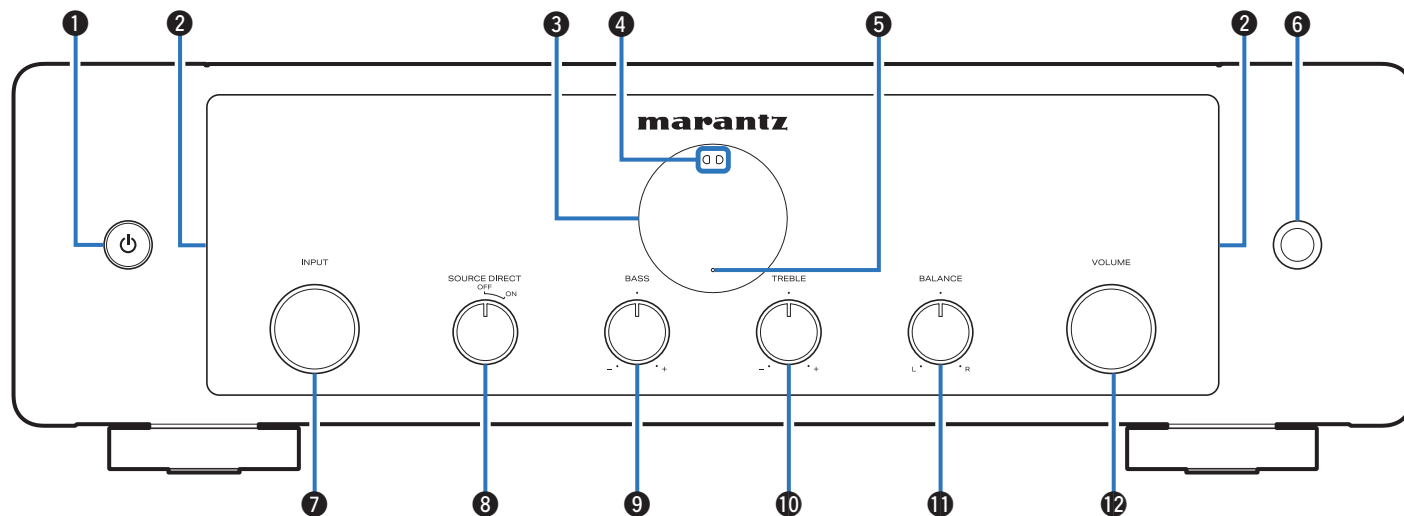 1 2 3 4 5 2 6
marantz
INPUT
SOURCE DIRECT
OFF
ON
BASS
– +
TREBLE
– +
BALANCE
L R
VOLUME
7 8 9 10 11 12